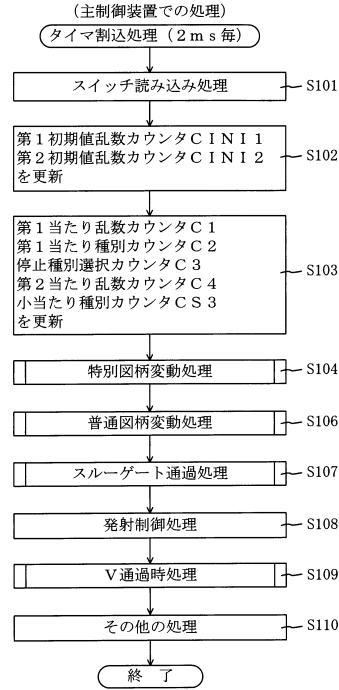 （主制御装置での処理）
タイマ割込処理（２ｍｓ毎）
スイッチ読み込み処理
S101
第１初期値乱数カウンタＣＩＮＩ１
第２初期値乱数カウンタＣＩＮＩ２
を更新
S102
第１当たり乱数カウンタＣ１
第１当たり種別カウンタＣ２
停止種別選択カウンタＣ３
第２当たり乱数カウンタＣ４
小当たり種別カウンタＣＳ３
を更新
S103
特別図柄変動処理
S104
普通図柄変動処理
S106
スルーゲート通過処理
S107
発射制御処理
S108
Ｖ通過時処理
S109
その他の処理
S110
終　了